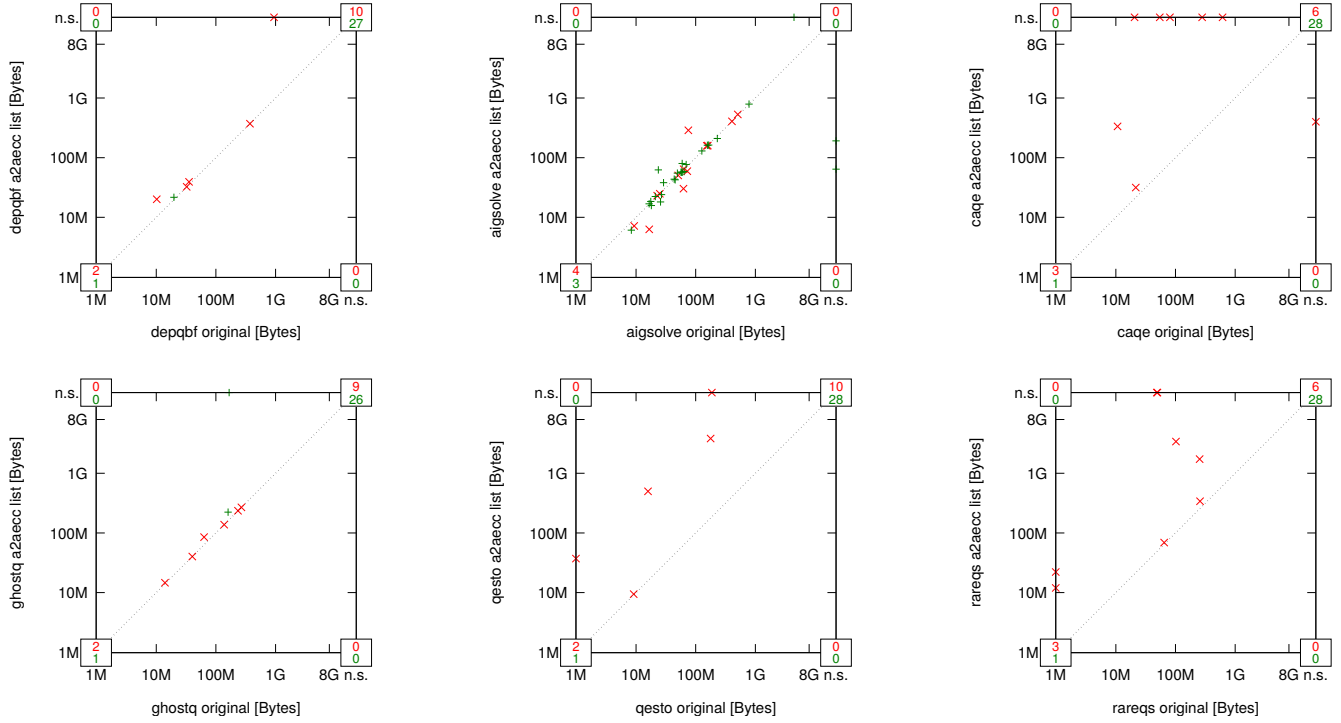 depqbf a2aecc list [Bytes]
n.s.
8G
1G
100M
10M
1M
0
0
10
27
2
1
0
0
1M 10M 100M 1G 8G n.s.
depqbf original [Bytes]
aigsolve a2aecc list [Bytes]
n.s.
8G
1G
100M
10M
1M
0
0
0
0
4
3
0
0
1M 10M 100M 1G 8G n.s.
aigsolve original [Bytes]
caqe a2aecc list [Bytes]
n.s.
8G
1G
100M
10M
1M
0
0
6
28
3
1
0
0
1M 10M 100M 1G 8G n.s.
caqe original [Bytes]
ghostq a2aecc list [Bytes]
n.s.
8G
1G
100M
10M
1M
0
0
9
26
2
1
0
0
1M 10M 100M 1G 8G n.s.
ghostq original [Bytes]
qesto a2aecc list [Bytes]
n.s.
8G
1G
100M
10M
1M
0
0
10
28
2
1
0
0
1M 10M 100M 1G 8G n.s.
qesto original [Bytes]
rareqs a2aecc list [Bytes]
n.s.
8G
1G
100M
10M
1M
0
0
6
28
3
1
0
0
1M 10M 100M 1G 8G n.s.
rareqs original [Bytes]